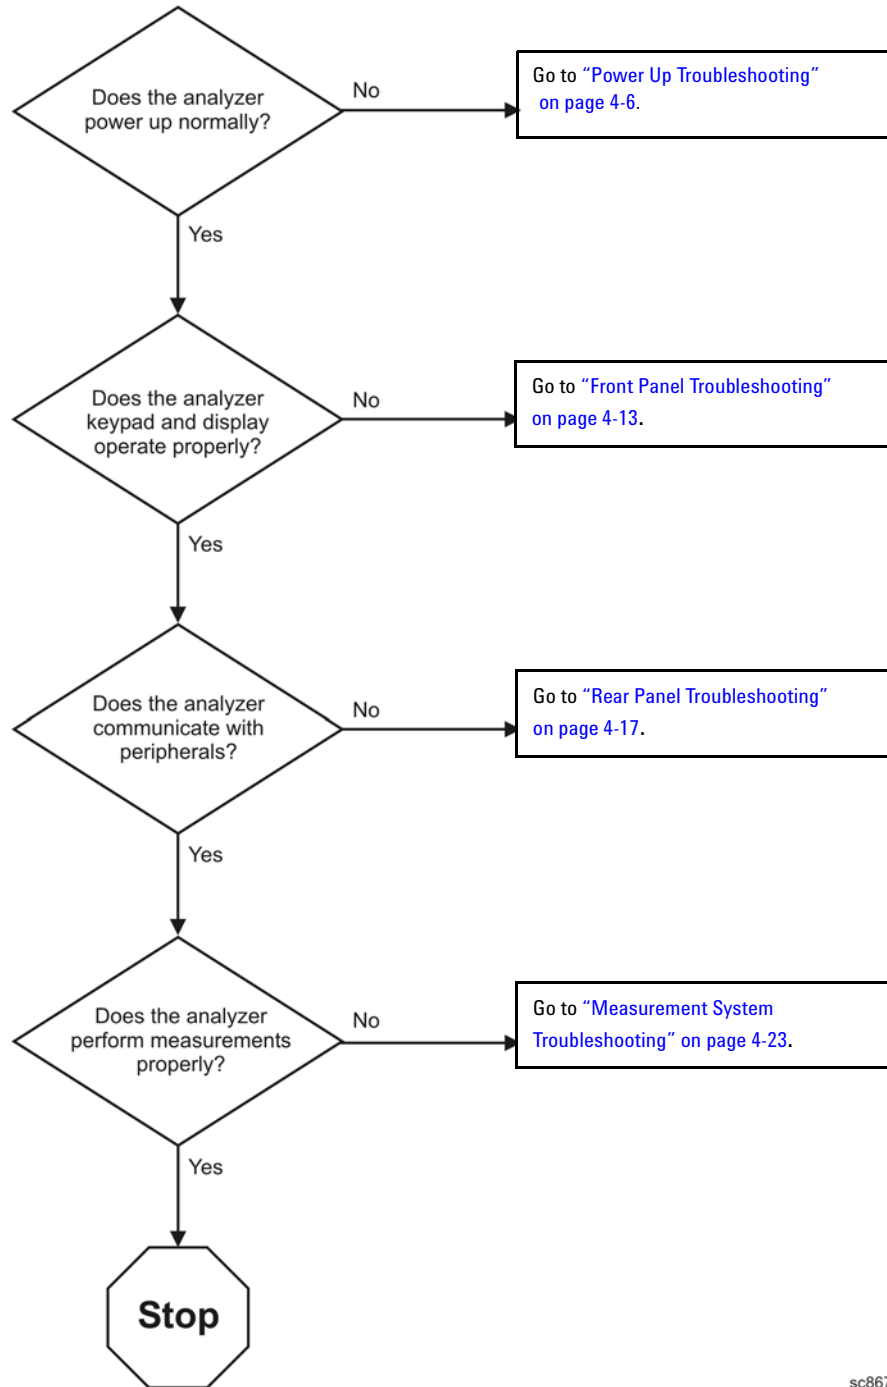 Does the analyzer
power up normally?
No
Go to “Power Up Troubleshooting”
on page 4-6.
Yes
Does the analyzer
keypad and display
operate properly?
No
Go to “Front Panel Troubleshooting”
on page 4-13.
Yes
Does the analyzer
communicate with
peripherals?
No
Go to “Rear Panel Troubleshooting”
on page 4-17.
Yes
Does the analyzer
perform measurements
properly?
No
Go to “Measurement System
Troubleshooting” on page 4-23.
Yes
Stop
sc867